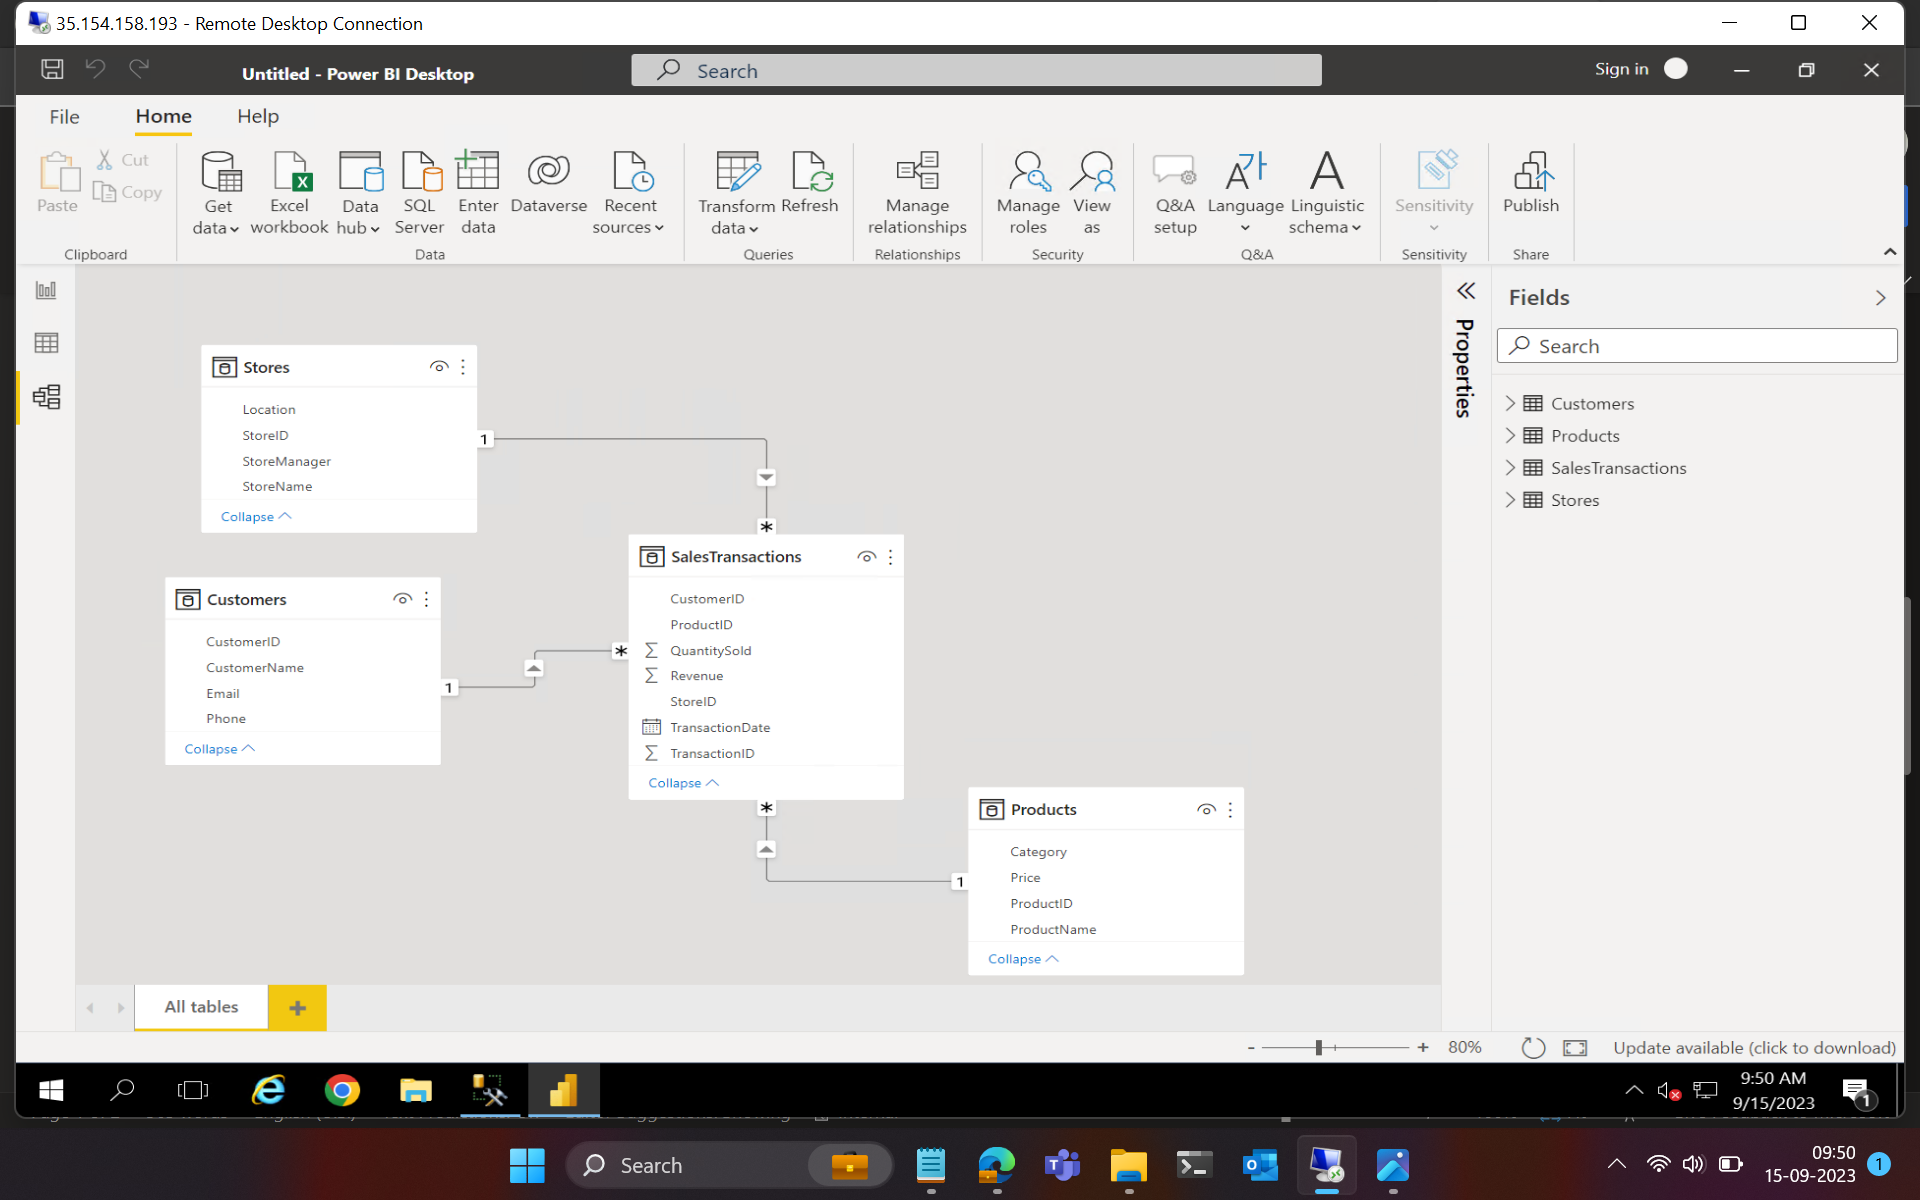 35.154.158.193 - Remote Desktop Connection
Untitled - Power BI Desktop
Search
Sign in
File
Home
Help
Paste
Cut
Copy
Clipboard
Get data
Excel workbook
Data hub
SQL Server
Enter data
Dataverse
Recent sources
Data
Transform data
Refresh
Queries
Manage relationships
Relationships
Manage roles
View as
Security
Q&A setup
Language
Linguistic schema
Q&A
Sensitivity
Sensitivity
Publish
Share
Stores
Location
StoreID
StoreManager
StoreName
Collapse
1
*
Customers
CustomerID
CustomerName
Email
Phone
Collapse
1
*
SalesTransactions
CustomerID
ProductID
QuantitySold
Revenue
StoreID
TransactionDate
TransactionID
Collapse
*
1
Products
Category
Price
ProductID
ProductName
Collapse
Properties
Fields
Search
Customers
Products
SalesTransactions
Stores
All tables
+
- + 80%
Update available (click to download)
9:50 AM
9/15/2023
1
Search
09:50
15-09-2023
1